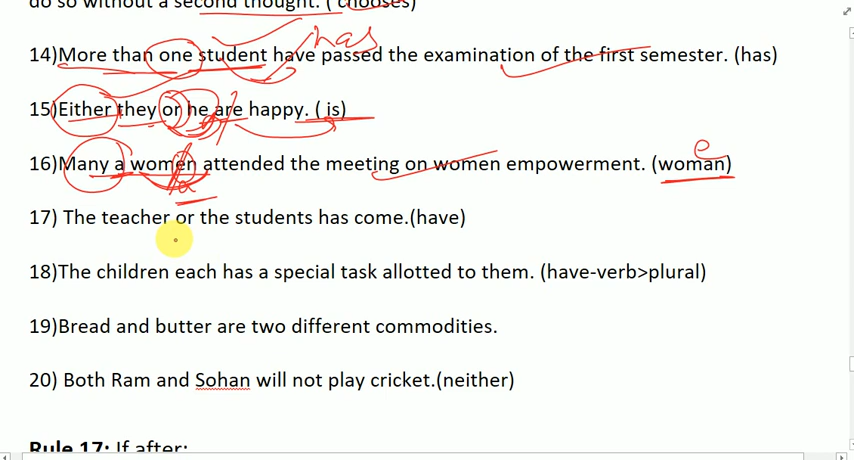 do so without a second thought. ( chooses)
has
14)More than one student have passed the examination of the first semester. (has)
15)Either they or he are happy. ( is)
e
16)Many a women attended the meeting on women empowerment. (woman)
a
17) The teacher or the students has come.(have)
18)The children each has a special task allotted to them. (have-verb>plural)
19)Bread and butter are two different commodities.
20) Both Ram and Sohan will not play cricket.(neither)
Rule 17: If after: